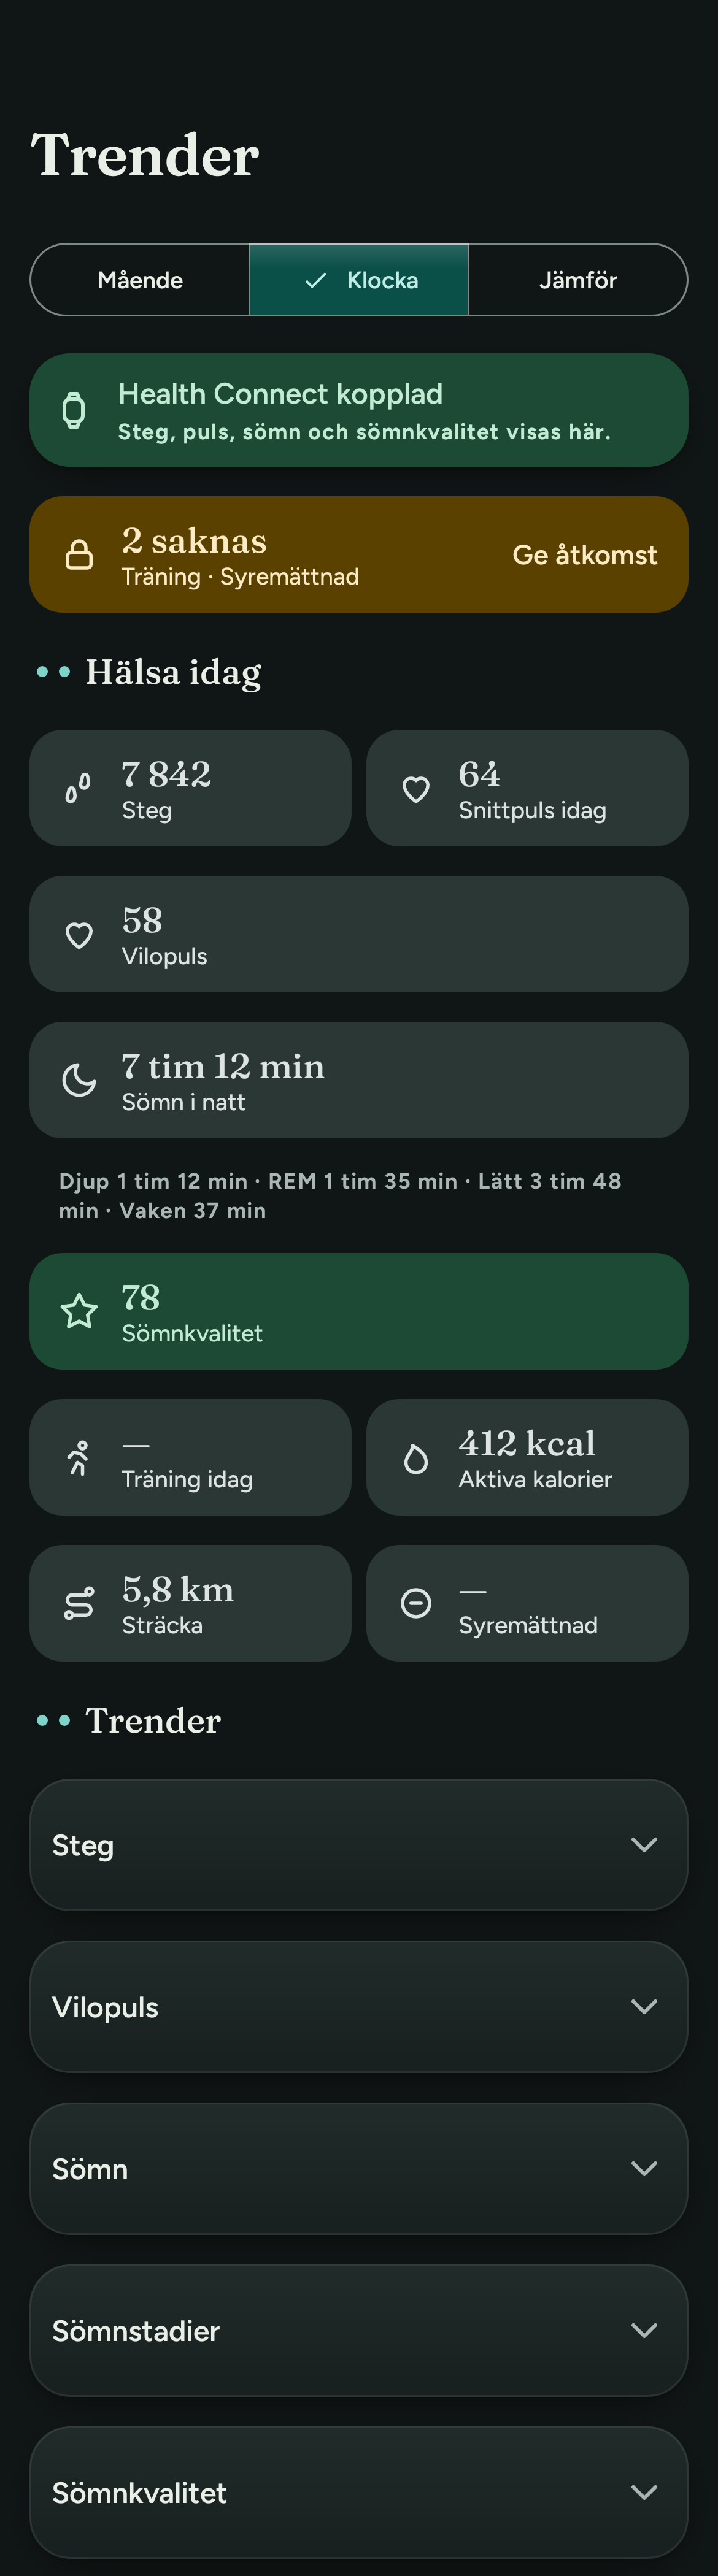 Trender
Mående
Klocka
Jämför
Health Connect kopplad
Steg, puls, sömn och sömnkvalitet visas här.
2 saknas
Träning · Syremättnad
Ge åtkomst
Hälsa idag
7 842
Steg
64
Snittpuls idag
58
Vilopuls
7 tim 12 min
Sömn i natt
Djup 1 tim 12 min · REM 1 tim 35 min · Lätt 3 tim 48
min · Vaken 37 min
78
Sömnkvalitet
—
Träning idag
412 kcal
Aktiva kalorier
5,8 km
Sträcka
—
Syremättnad
Trender
Steg
Vilopuls
Sömn
Sömnstadier
Sömnkvalitet